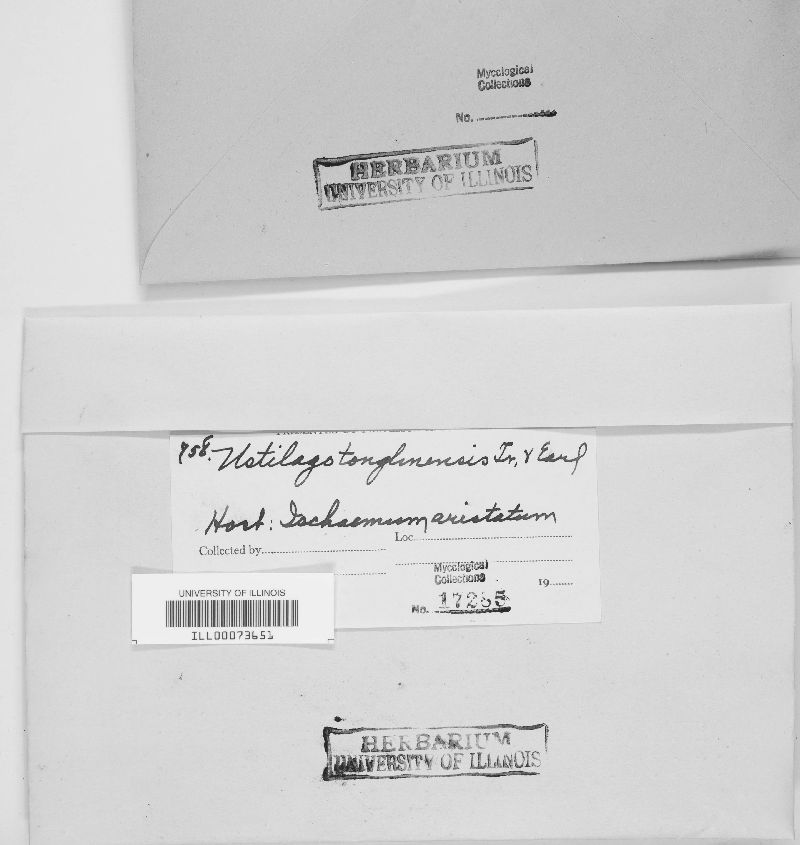 Mycological
Collections
No.
HERBARIUM
UNIVERSITY OF ILLINOIS
958. Ustilago tonglinensis Tr. & Earl
Host: Ischaemum aristatum
Collected by
Loc
Mycological
Collections
19
No. 17285
UNIVERSITY OF ILLINOIS
ILL00073651
HERBARIUM
UNIVERSITY OF ILLINOIS